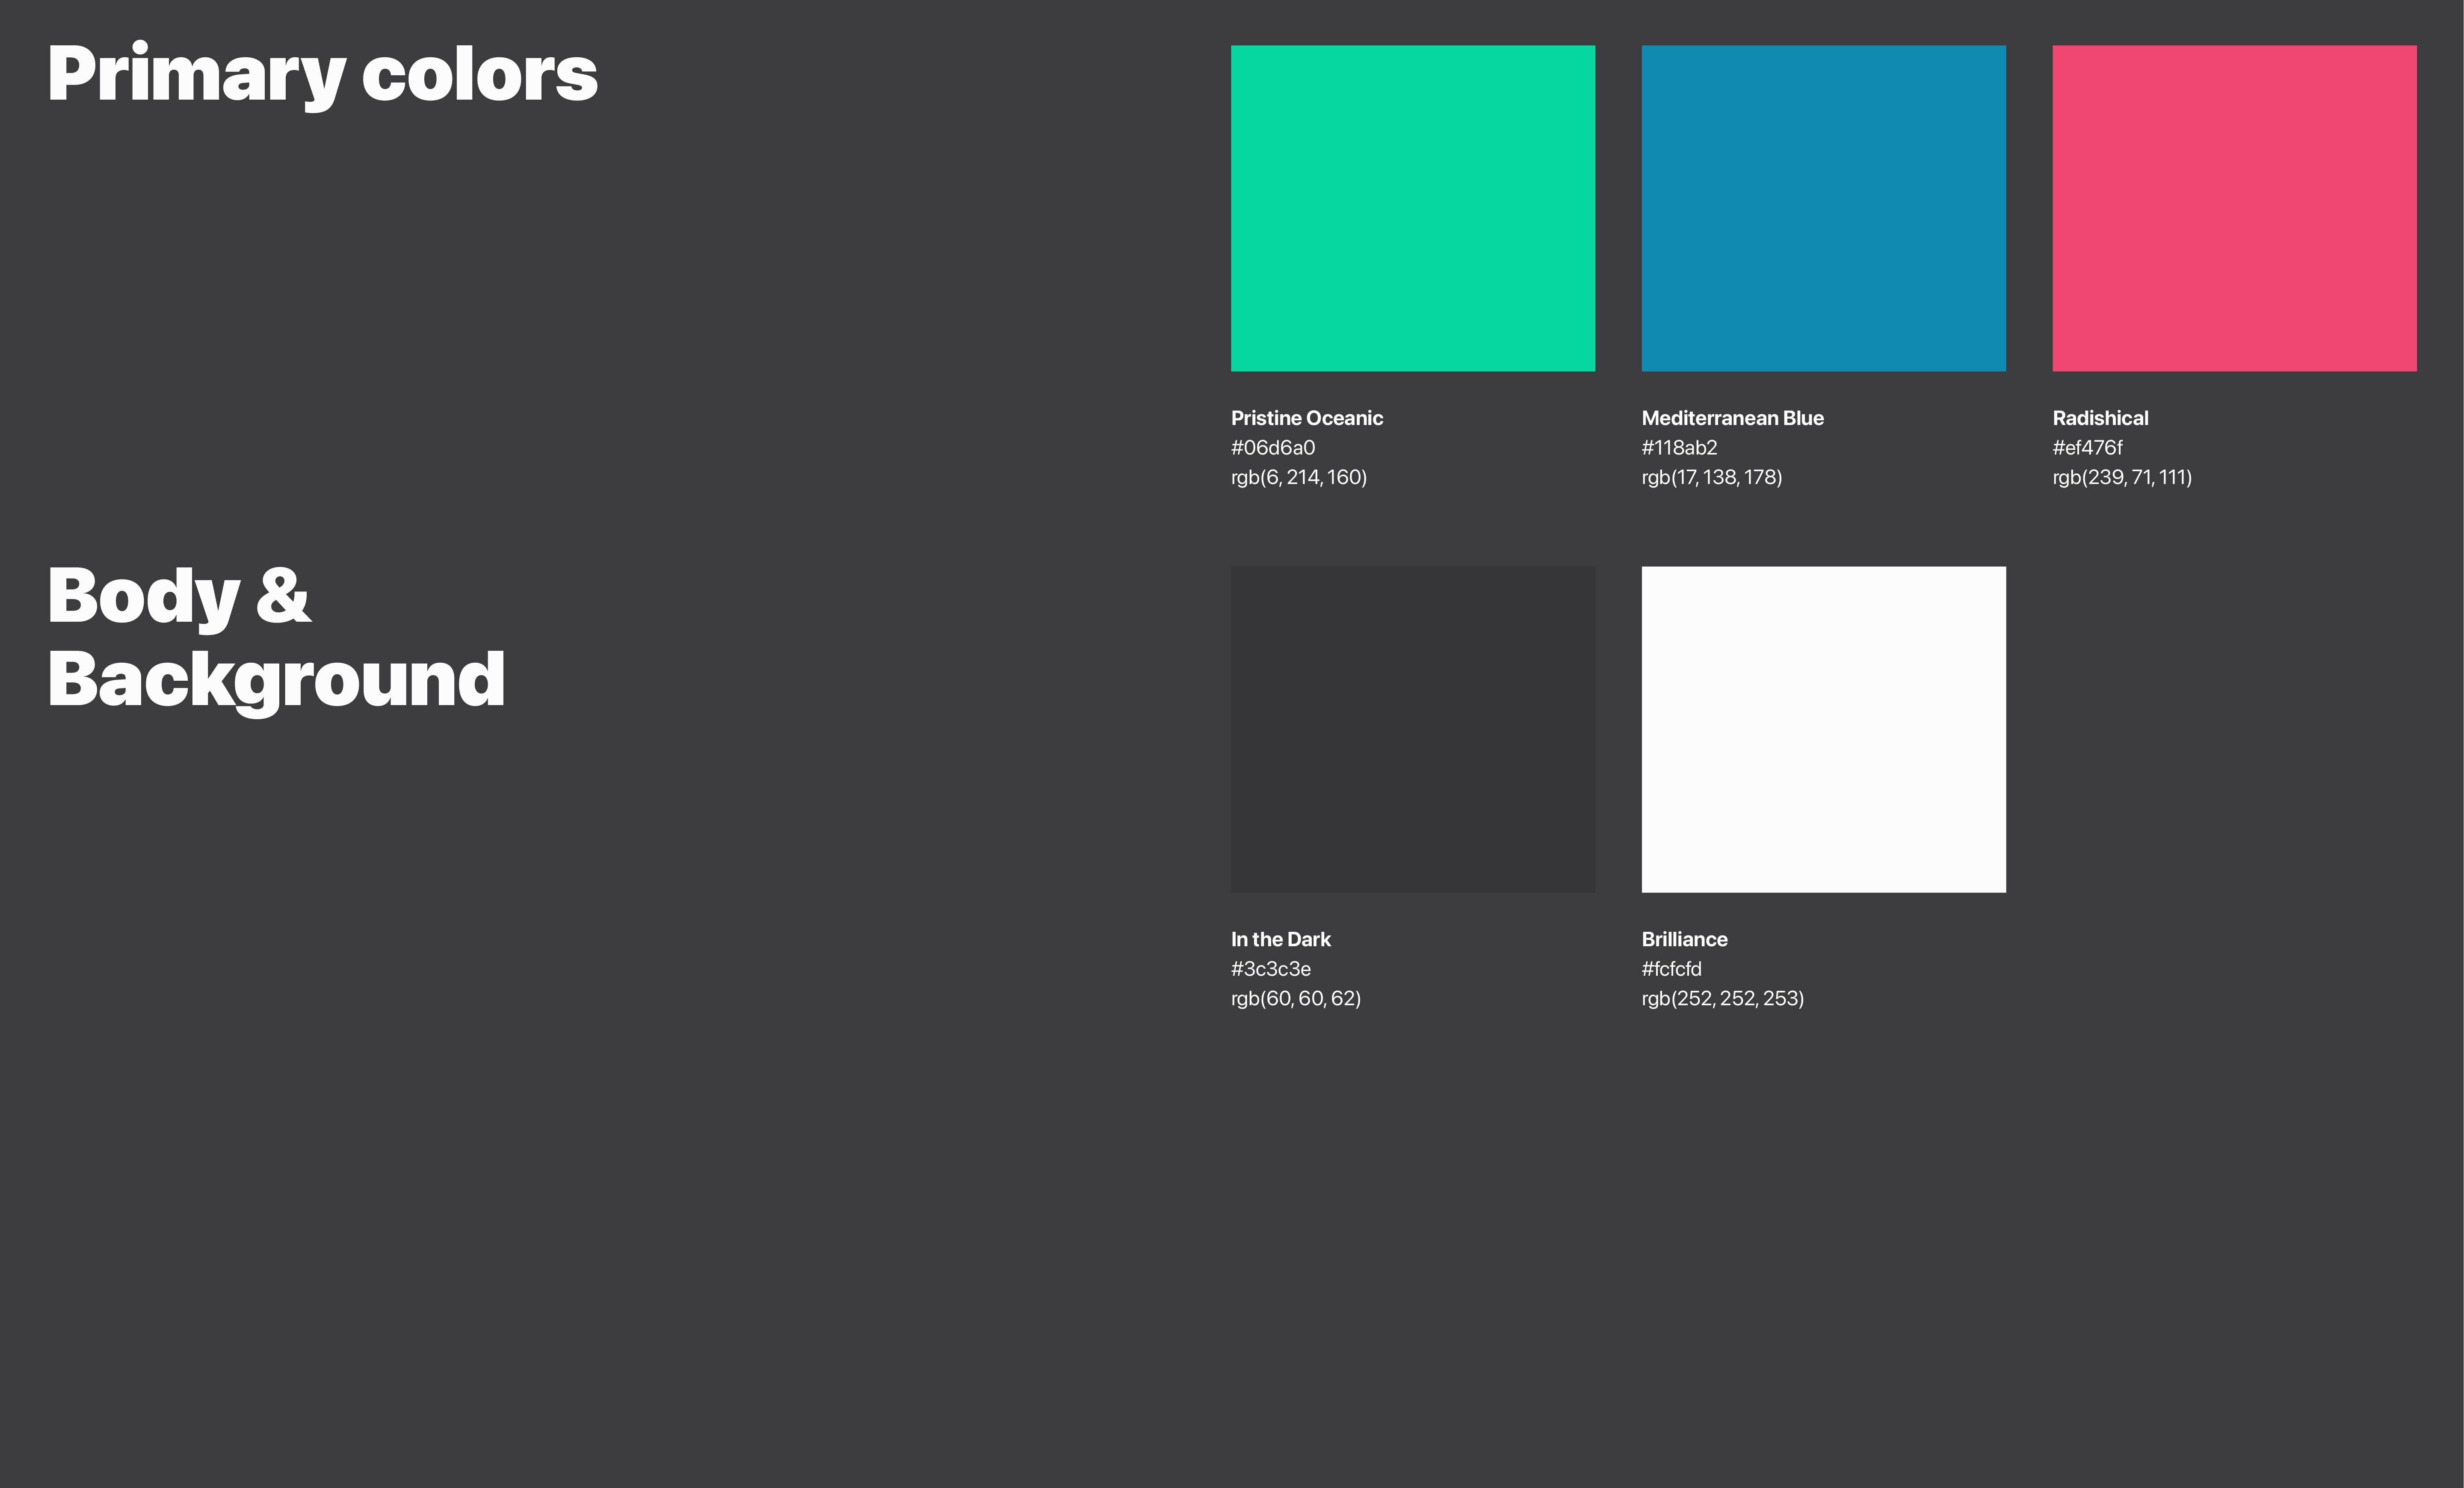 Primary colors
Pristine Oceanic
#06d6a0
rgb(6, 214, 160)
Mediterranean Blue
#118ab2
rgb(17, 138, 178)
Radishical
#ef476f
rgb(239, 71, 111)
Body &
Background
In the Dark
#3c3c3e
rgb(60, 60, 62)
Brilliance
#fcfcfd
rgb(252, 252, 253)